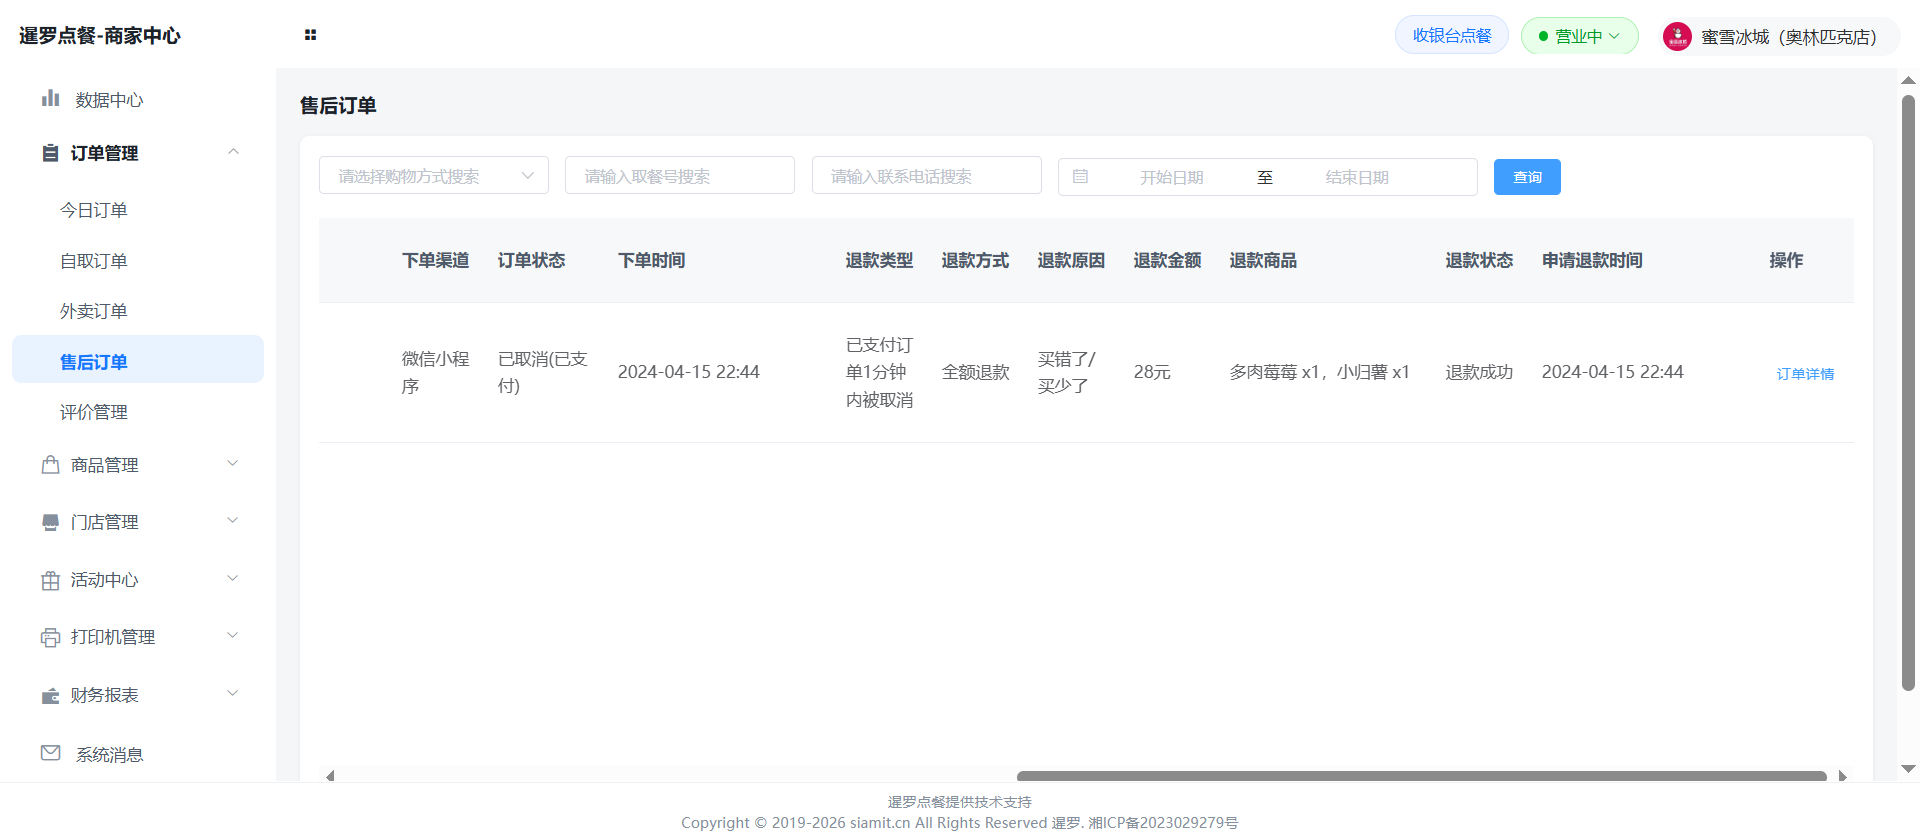 暹罗点餐-商家中心
收银台点餐
营业中
蜜雪冰城（奥林匹克店）
数据中心
订单管理
今日订单
自取订单
外卖订单
售后订单
评价管理
商品管理
门店管理
活动中心
打印机管理
财务报表
系统消息
售后订单
请选择购物方式搜索 请输入取餐号搜索 请输入联系电话搜索 开始日期 至 结束日期 查询
下单渠道 订单状态 下单时间 退款类型 退款方式 退款原因 退款金额 退款商品 退款状态 申请退款时间 操作
微信小程
序
已取消(已支
付)
2024-04-15 22:44
已支付订
单1分钟
内被取消
全额退款
买错了/
买少了
28元
多肉莓莓 x1，小归薯 x1
退款成功
2024-04-15 22:44
订单详情
暹罗点餐提供技术支持
Copyright © 2019-2026 siamit.cn All Rights Reserved 暹罗. 湘ICP备2023029279号